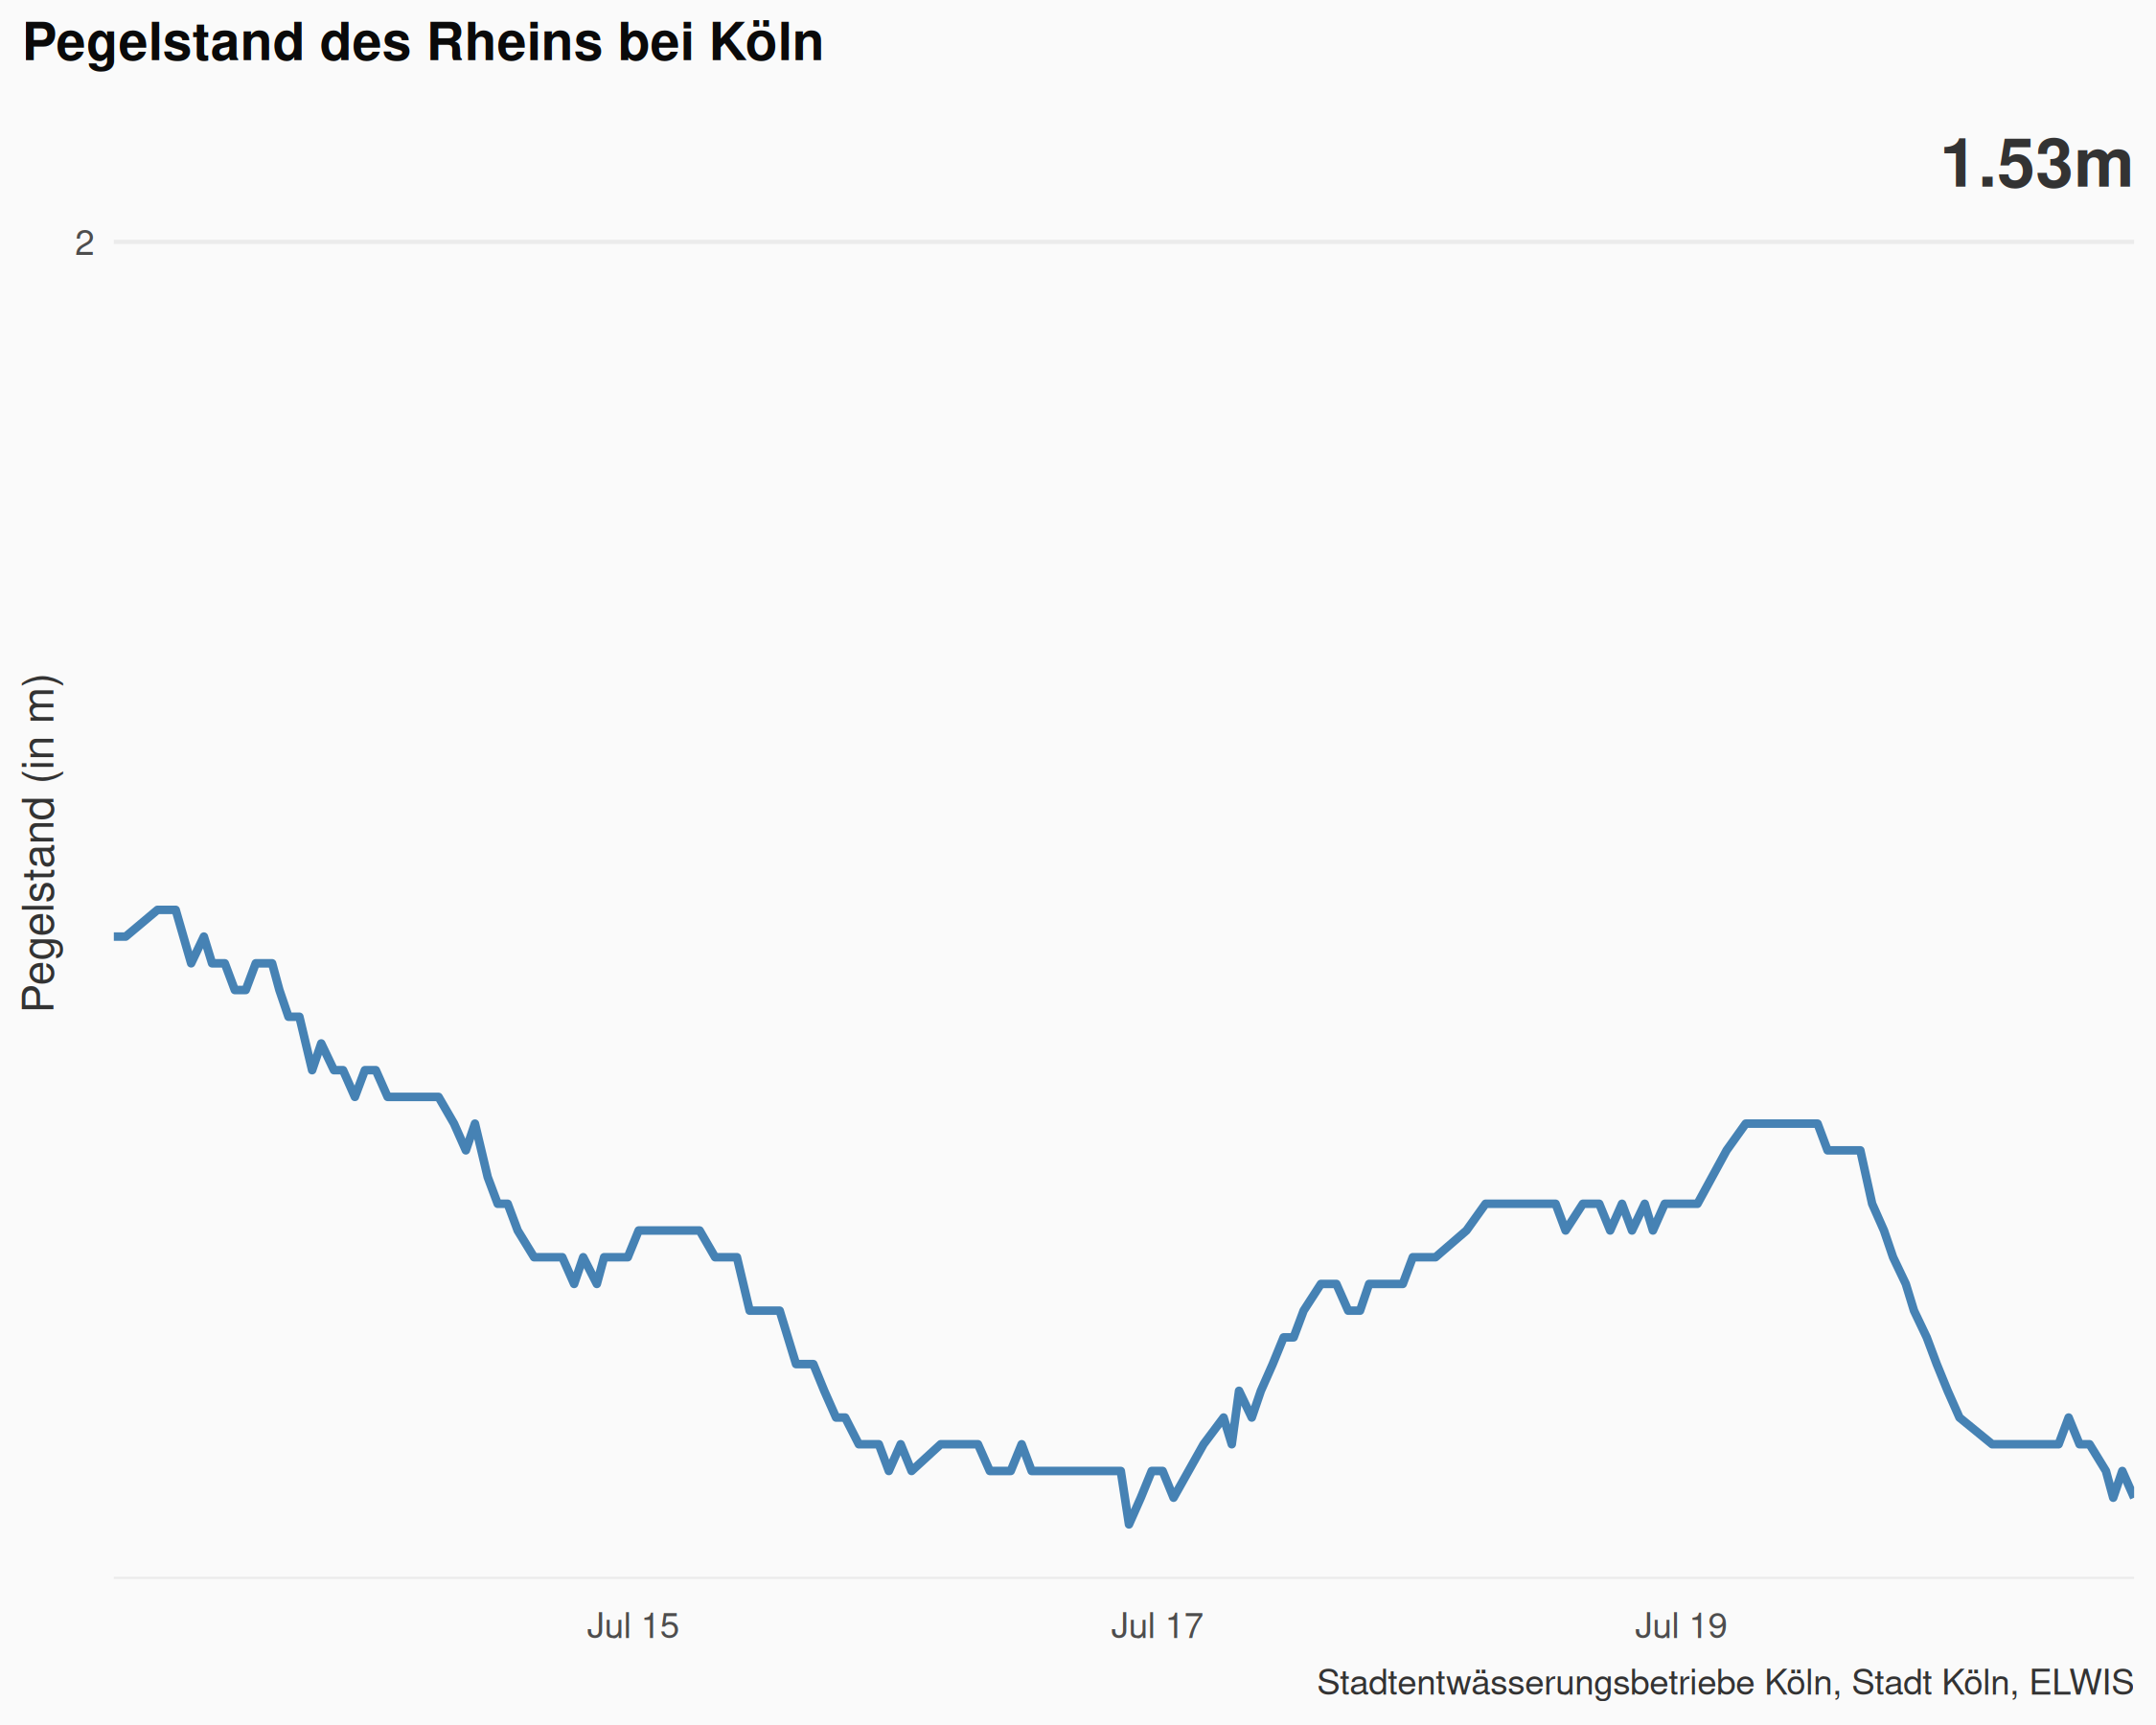 Pegelstand des Rheins bei Köln
1.53m
2
Pegelstand (in m)
Jul 15
Jul 17
Jul 19
Stadtentwässerungsbetriebe Köln, Stadt Köln, ELWIS